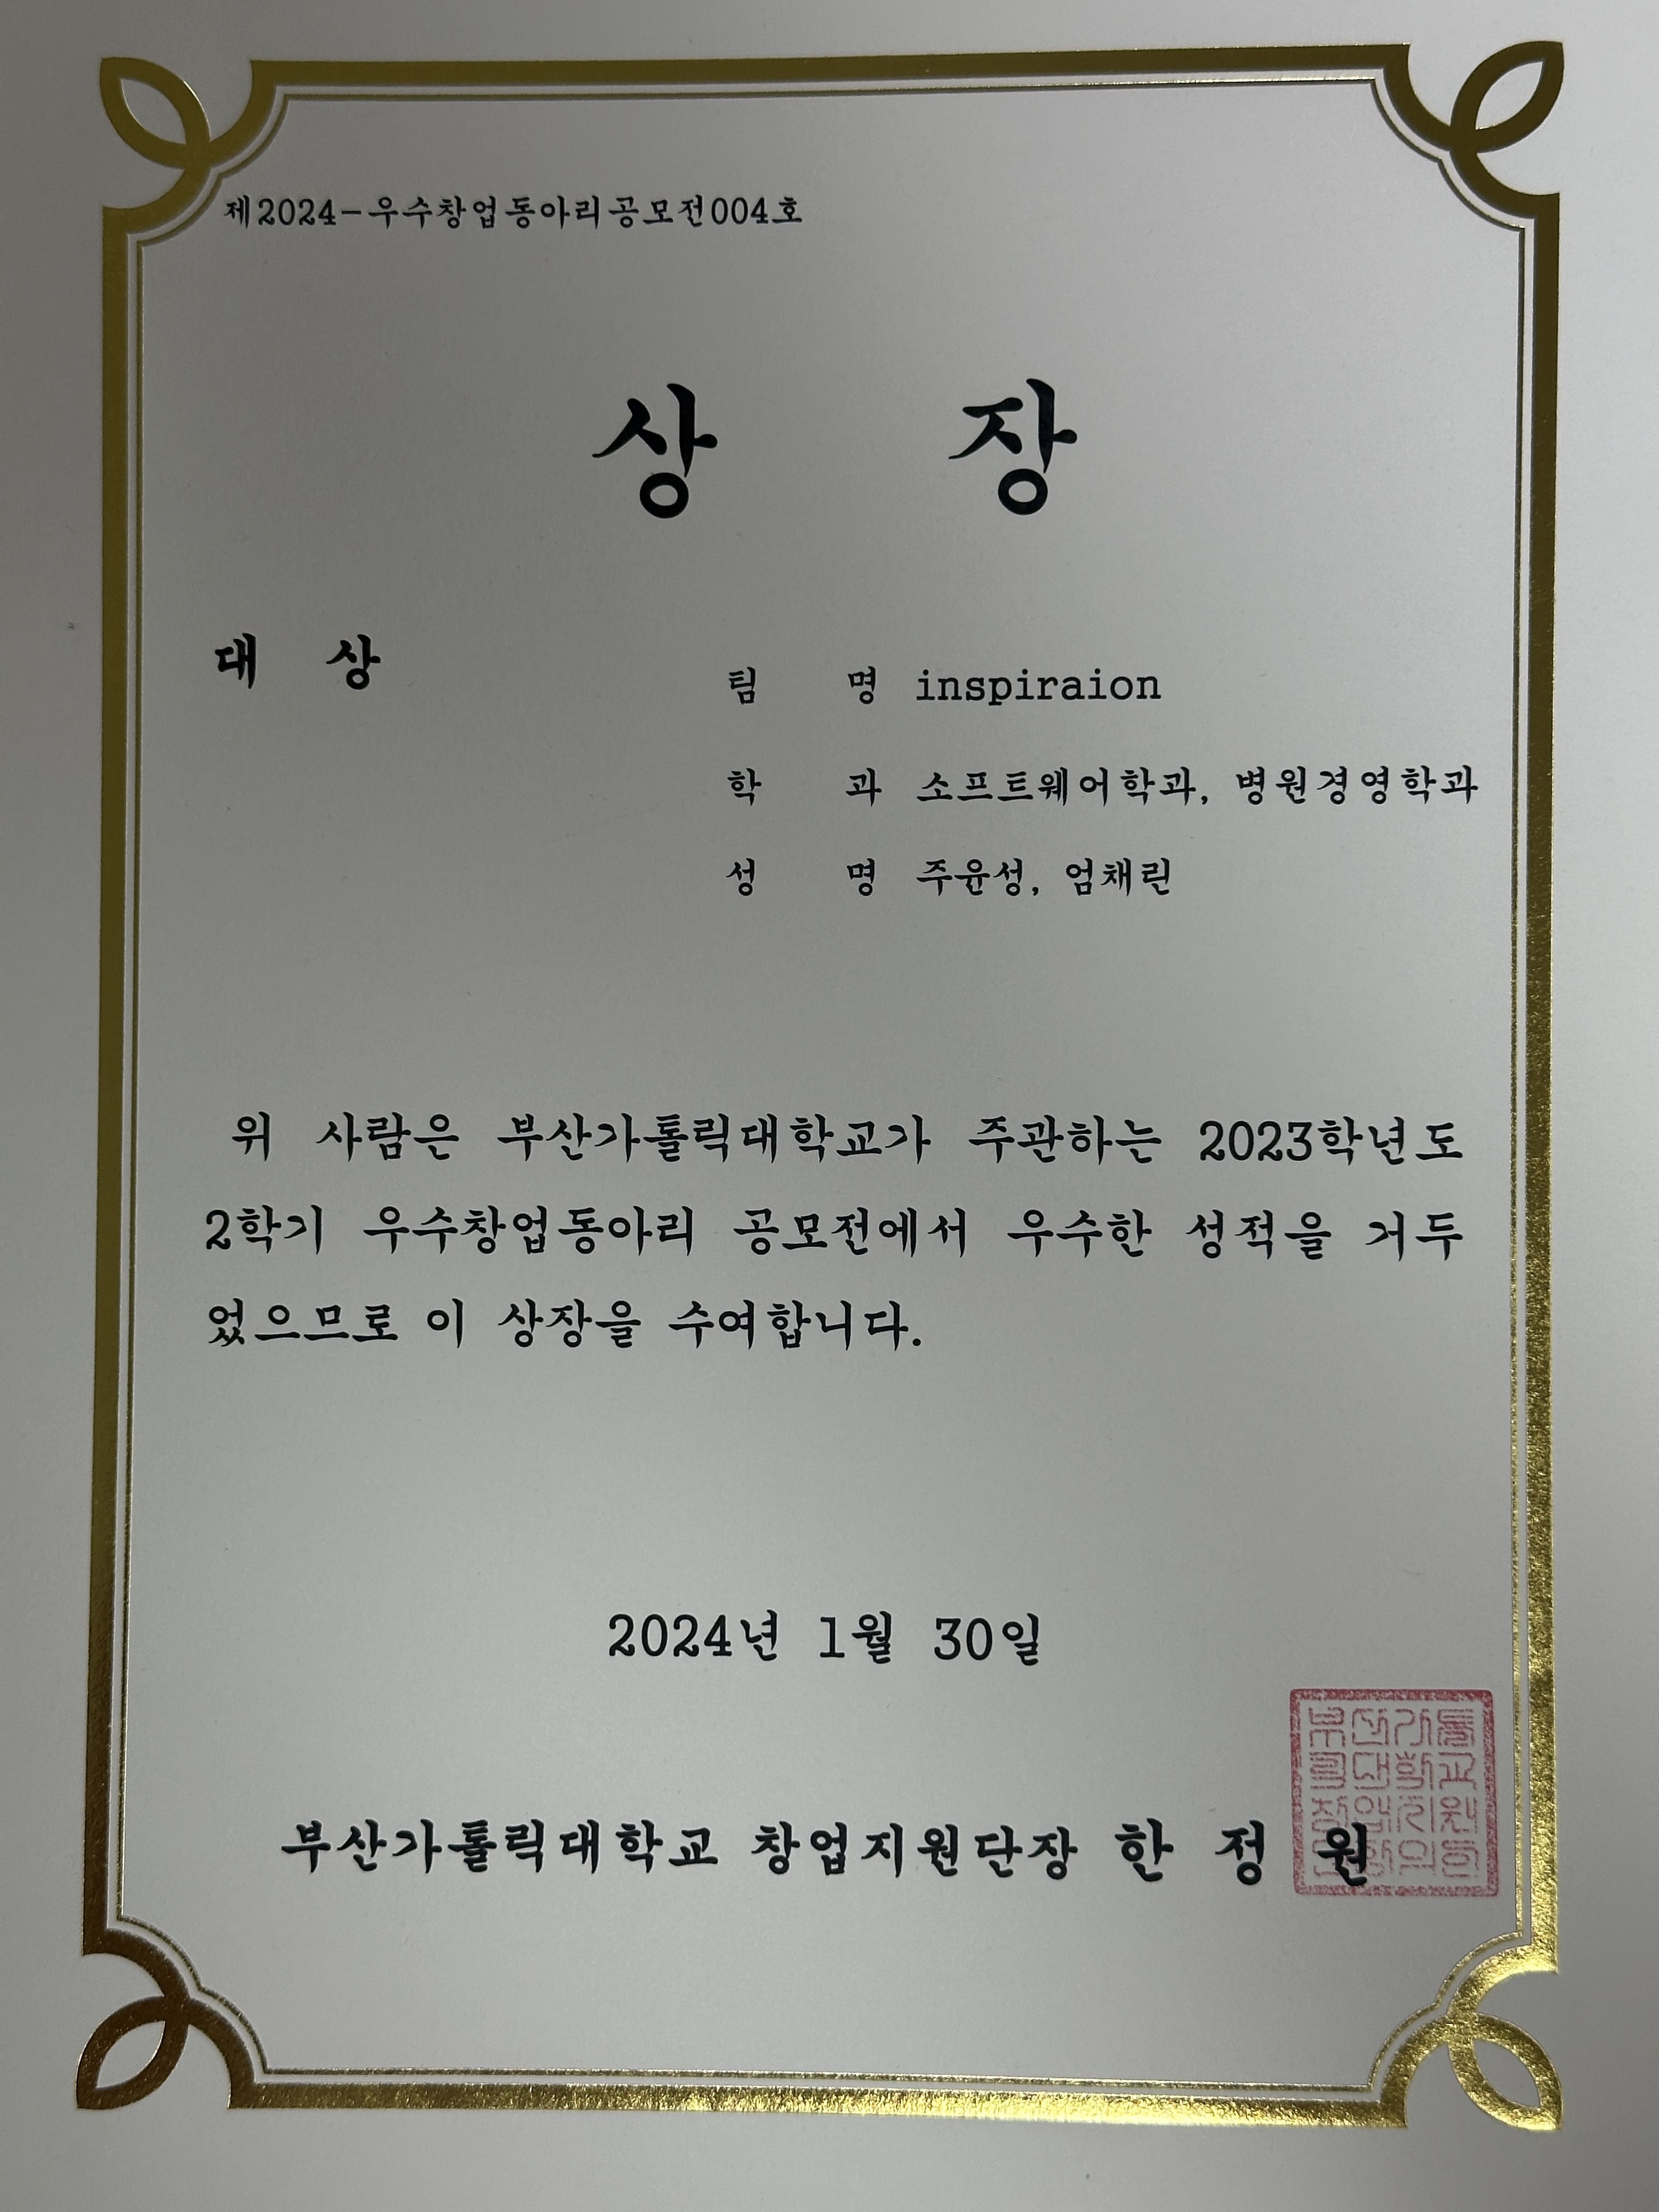 제2024-우수창업동아리공모전004호
상 장
대 상
팀 명 inspiraion
학 과 소프트웨어학과, 병원경영학과
성 명 주윤성, 엄채린
위 사람은 부산가톨릭대학교가 주관하는 2023학년도
2학기 우수창업동아리 공모전에서 우수한 성적을 거두
었으므로 이 상장을 수여합니다.
2024년 1월 30일
부산가톨릭대학교 창업지원단장 한 정 원